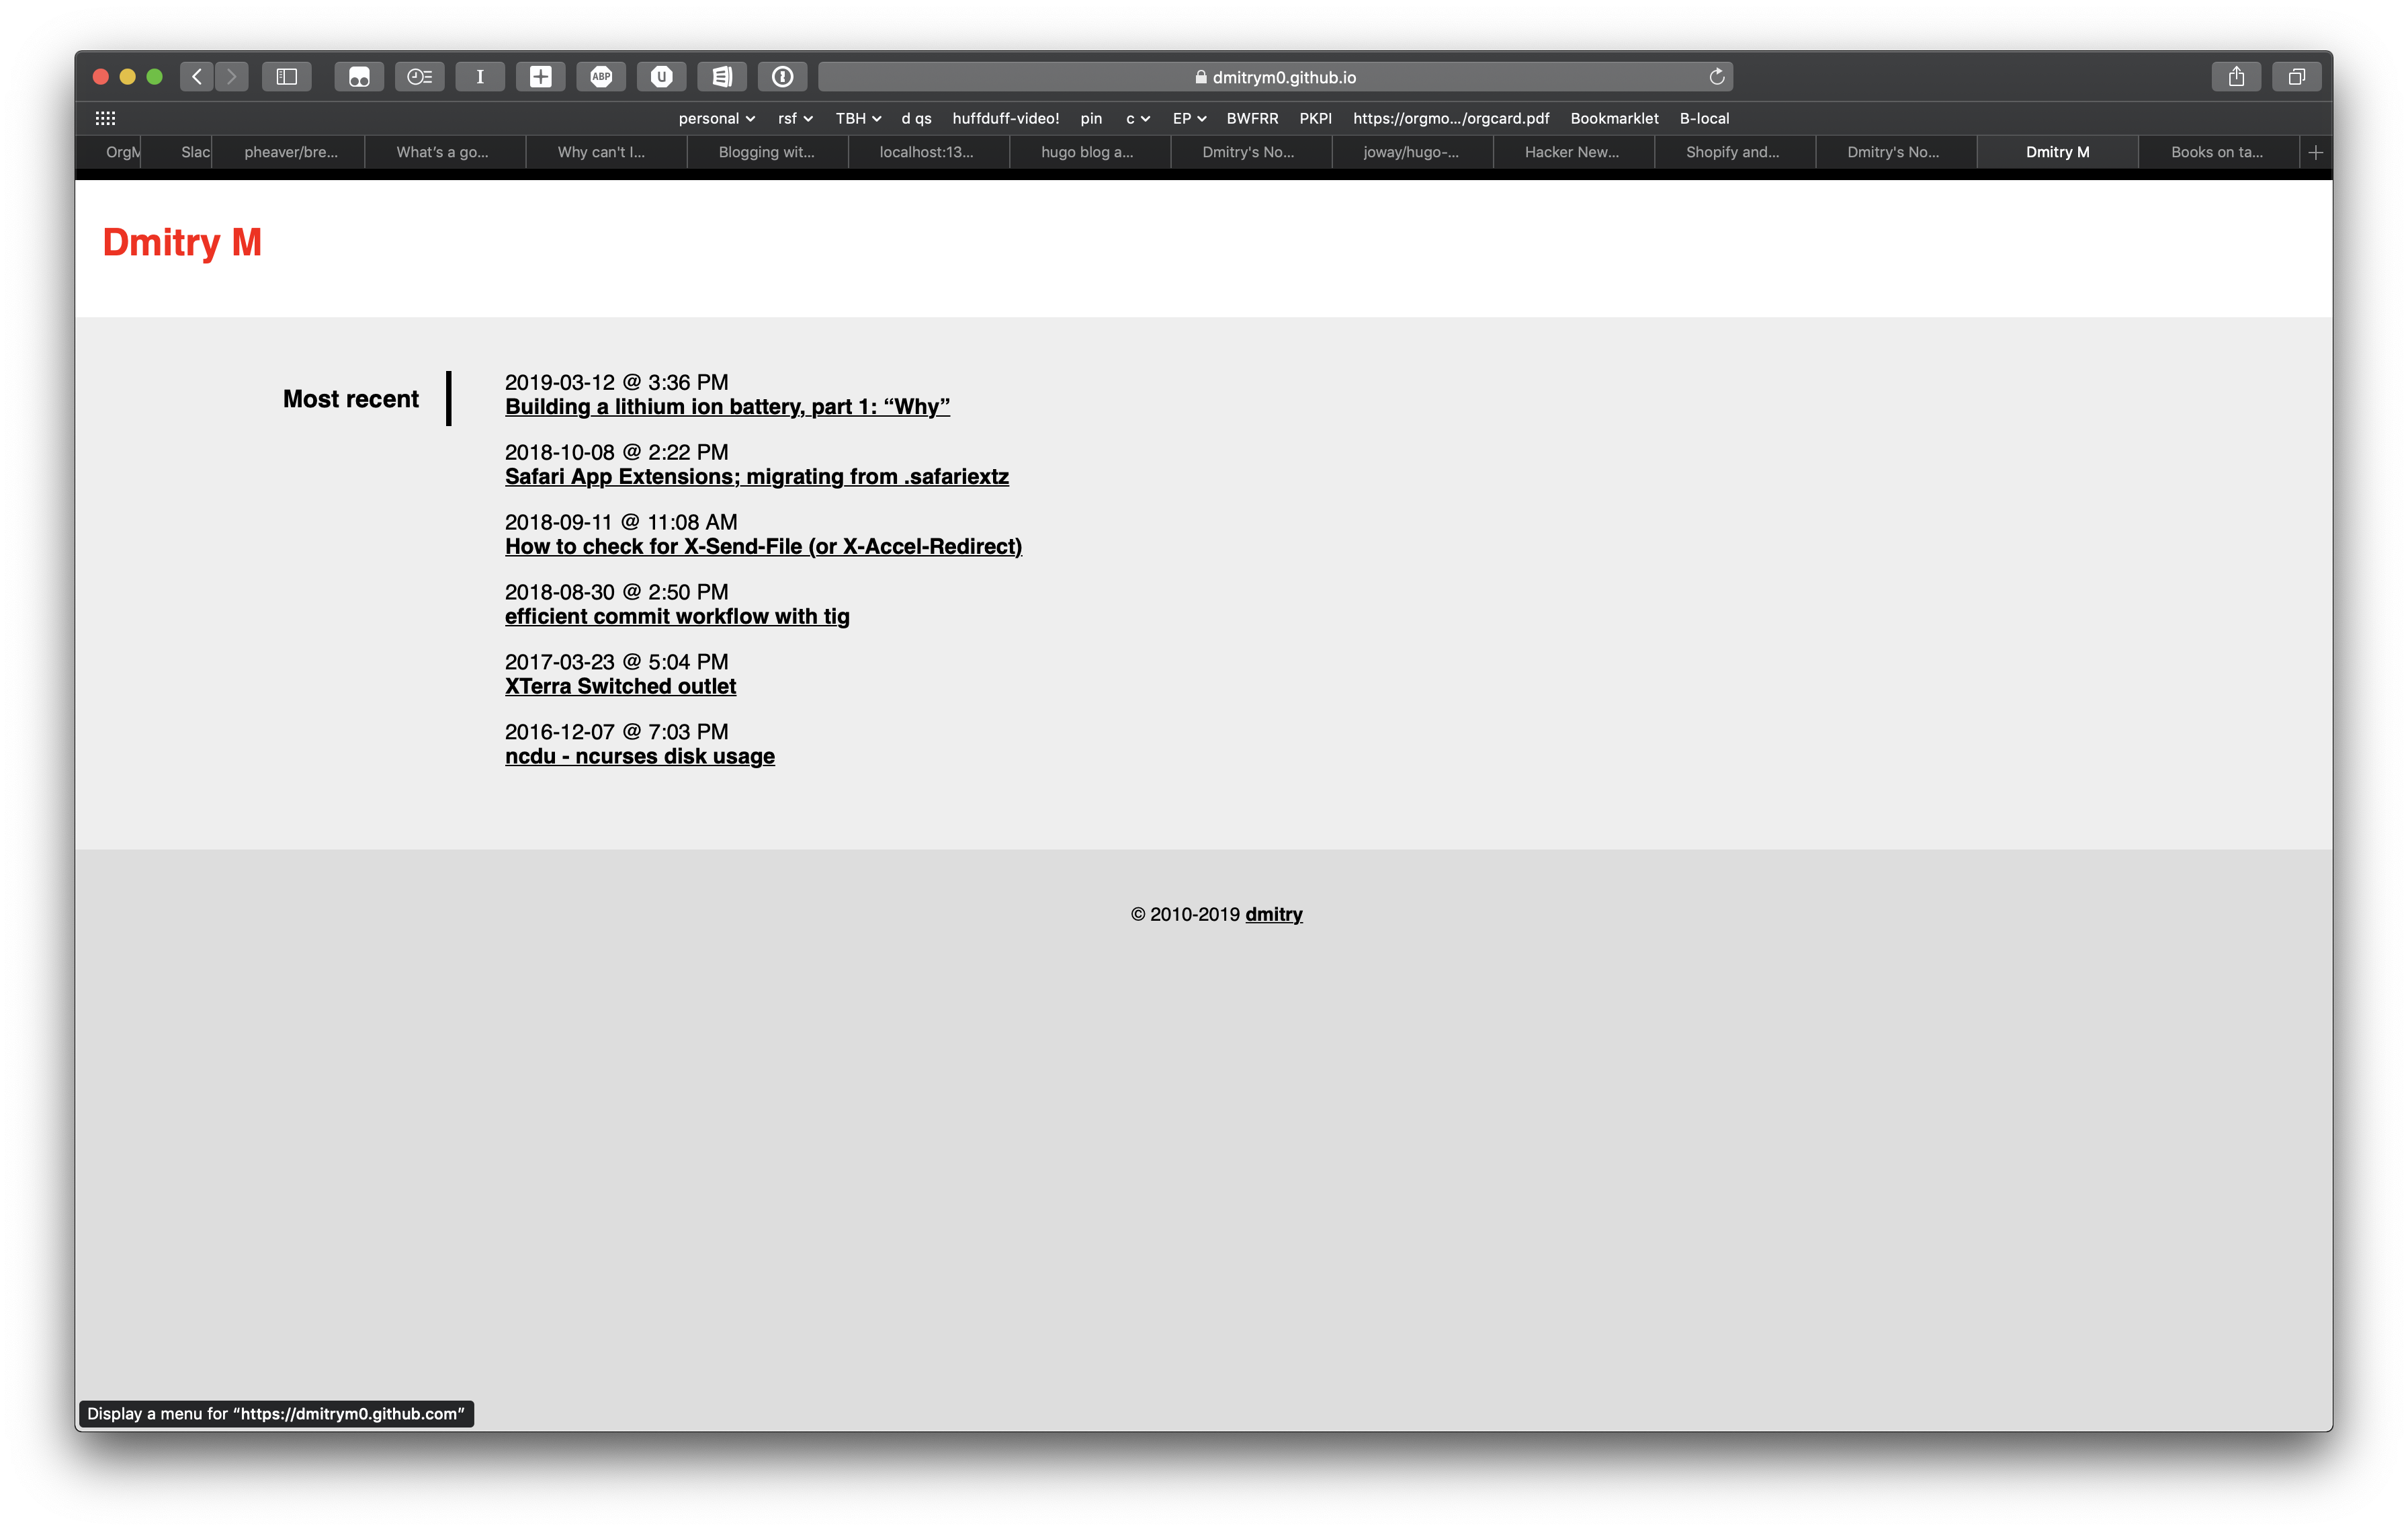 ABP
U
dmitrym0.github.io
personal rsf TBH d qs huffduff-video! pin c EP BWFRR PKPI https://orgmo.../orgcard.pdf Bookmarklet B-local
OrgM Slac pheaver/bre... What's a go... Why can't I... Blogging wit... localhost:13... hugo blog a... Dmitry's No... joway/hugo-... Hacker New... Shopify and... Dmitry's No... Dmitry M Books on ta...
Dmitry M
Most recent
2019-03-12 @ 3:36 PM
Building a lithium ion battery, part 1: “Why”
2018-10-08 @ 2:22 PM
Safari App Extensions; migrating from .safariextz
2018-09-11 @ 11:08 AM
How to check for X-Send-File (or X-Accel-Redirect)
2018-08-30 @ 2:50 PM
efficient commit workflow with tig
2017-03-23 @ 5:04 PM
XTerra Switched outlet
2016-12-07 @ 7:03 PM
ncdu - ncurses disk usage
© 2010-2019 dmitry
Display a menu for “https://dmitrym0.github.com”